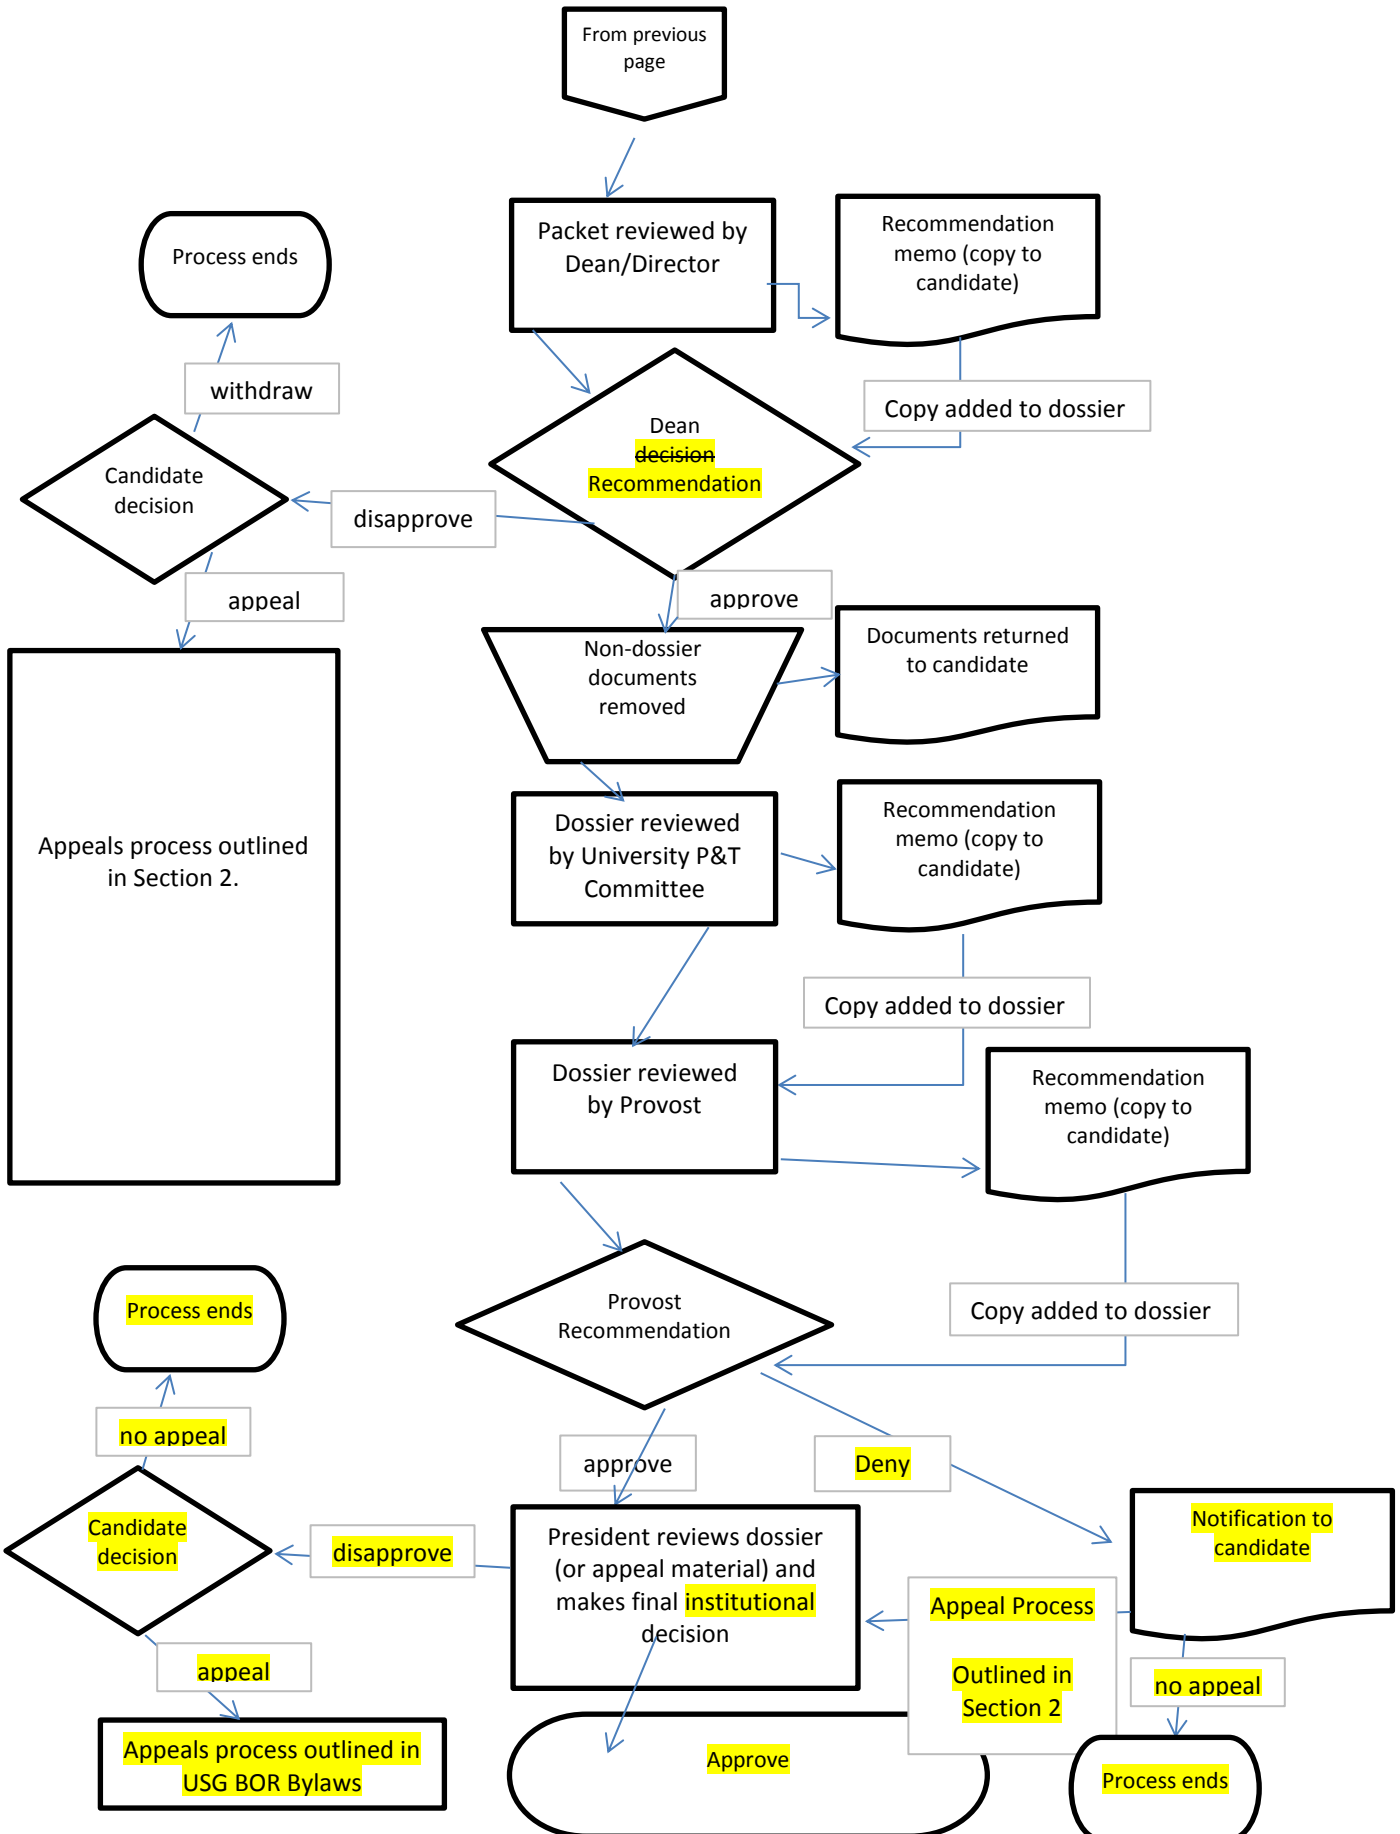 From previous
page
Packet reviewed by
Dean/Director
Recommendation
memo (copy to
candidate)
Process ends
withdraw
Copy added to dossier
Dean
decision
Recommendation
Candidate
decision
disapprove
appeal
approve
Non-dossier
documents
removed
Documents returned
to candidate
Appeals process outlined
in Section 2.
Dossier reviewed
by University P&T
Committee
Recommendation
memo (copy to
candidate)
Copy added to dossier
Dossier reviewed
by Provost
Recommendation
memo (copy to
candidate)
Process ends
Provost
Recommendation
Copy added to dossier
no appeal
approve
Deny
Candidate
decision
disapprove
President reviews dossier
(or appeal material) and
makes final institutional
decision
Notification to
candidate
Appeal Process
Outlined in
Section 2
appeal
no appeal
Appeals process outlined in
USG BOR Bylaws
Approve
Process ends